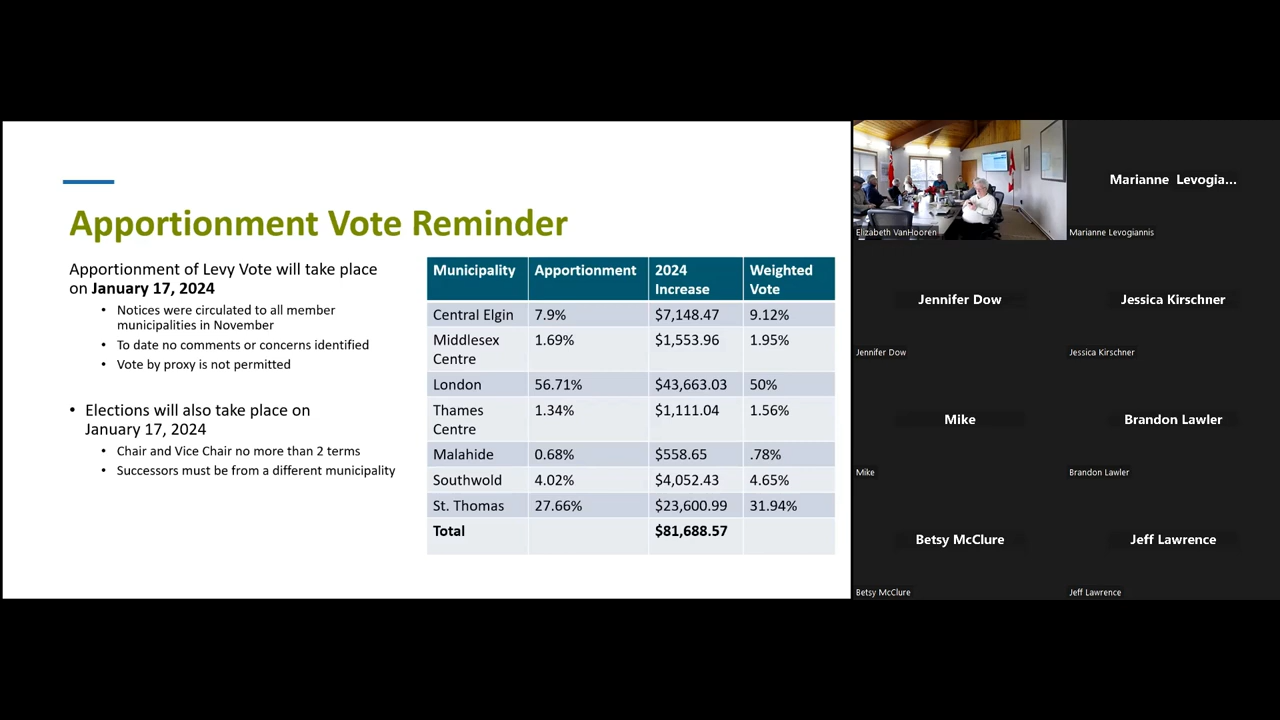 Apportionment Vote Reminder
Apportionment of Levy Vote will take place
on January 17, 2024
• Notices were circulated to all member
municipalities in November
• To date no comments or concerns identified
• Vote by proxy is not permitted
• Elections will also take place on
January 17, 2024
• Chair and Vice Chair no more than 2 terms
• Successors must be from a different municipality
Municipality Apportionment 2024 Increase Weighted Vote
Central Elgin 7.9% $7,148.47 9.12%
Middlesex Centre 1.69% $1,553.96 1.95%
London 56.71% $43,663.03 50%
Thames Centre 1.34% $1,111.04 1.56%
Malahide 0.68% $558.65 .78%
Southwold 4.02% $4,052.43 4.65%
St. Thomas 27.66% $23,600.99 31.94%
Total $81,688.57
Elizabeth VanHooren
Marianne Levogia...
Marianne Levogiannis
Jennifer Dow
Jennifer Dow
Jessica Kirschner
Jessica Kirschner
Mike
Mike
Brandon Lawler
Brandon Lawler
Betsy McClure
Betsy McClure
Jeff Lawrence
Jeff Lawrence